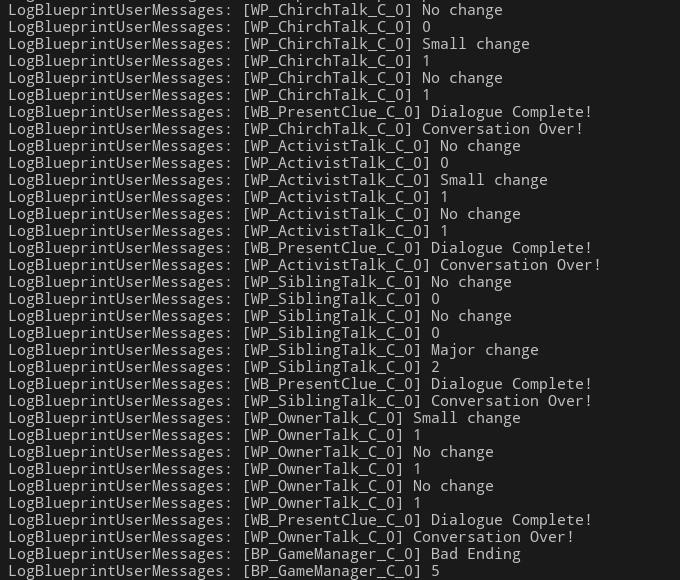 LogBlueprintUserMessages: [WP_ChirchTalk_C_0] No change
LogBlueprintUserMessages: [WP_ChirchTalk_C_0] 0
LogBlueprintUserMessages: [WP_ChirchTalk_C_0] Small change
LogBlueprintUserMessages: [WP_ChirchTalk_C_0] 1
LogBlueprintUserMessages: [WP_ChirchTalk_C_0] No change
LogBlueprintUserMessages: [WP_ChirchTalk_C_0] 1
LogBlueprintUserMessages: [WB_PresentClue_C_0] Dialogue Complete!
LogBlueprintUserMessages: [WP_ChirchTalk_C_0] Conversation Over!
LogBlueprintUserMessages: [WP_ActivistTalk_C_0] No change
LogBlueprintUserMessages: [WP_ActivistTalk_C_0] 0
LogBlueprintUserMessages: [WP_ActivistTalk_C_0] Small change
LogBlueprintUserMessages: [WP_ActivistTalk_C_0] 1
LogBlueprintUserMessages: [WP_ActivistTalk_C_0] No change
LogBlueprintUserMessages: [WP_ActivistTalk_C_0] 1
LogBlueprintUserMessages: [WB_PresentClue_C_0] Dialogue Complete!
LogBlueprintUserMessages: [WP_ActivistTalk_C_0] Conversation Over!
LogBlueprintUserMessages: [WP_SiblingTalk_C_0] No change
LogBlueprintUserMessages: [WP_SiblingTalk_C_0] 0
LogBlueprintUserMessages: [WP_SiblingTalk_C_0] No change
LogBlueprintUserMessages: [WP_SiblingTalk_C_0] 0
LogBlueprintUserMessages: [WP_SiblingTalk_C_0] Major change
LogBlueprintUserMessages: [WP_SiblingTalk_C_0] 2
LogBlueprintUserMessages: [WB_PresentClue_C_0] Dialogue Complete!
LogBlueprintUserMessages: [WP_SiblingTalk_C_0] Conversation Over!
LogBlueprintUserMessages: [WP_OwnerTalk_C_0] Small change
LogBlueprintUserMessages: [WP_OwnerTalk_C_0] 1
LogBlueprintUserMessages: [WP_OwnerTalk_C_0] No change
LogBlueprintUserMessages: [WP_OwnerTalk_C_0] 1
LogBlueprintUserMessages: [WP_OwnerTalk_C_0] No change
LogBlueprintUserMessages: [WP_OwnerTalk_C_0] 1
LogBlueprintUserMessages: [WB_PresentClue_C_0] Dialogue Complete!
LogBlueprintUserMessages: [WP_OwnerTalk_C_0] Conversation Over!
LogBlueprintUserMessages: [BP_GameManager_C_0] Bad Ending
LogBlueprintUserMessages: [BP_GameManager_C_0] 5